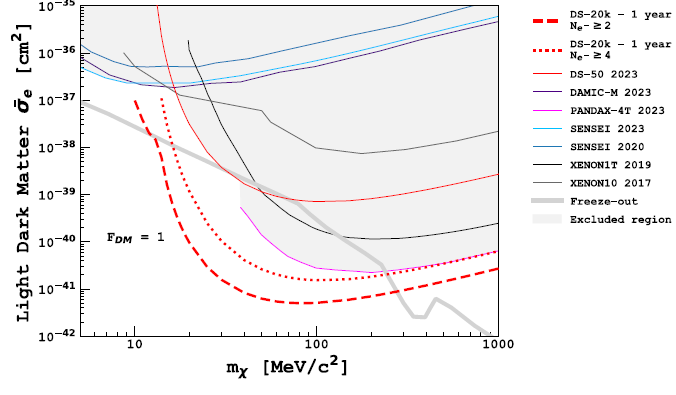 10⁻³⁵
10⁻³⁶
10⁻³⁷
10⁻³⁸
10⁻³⁹
10⁻⁴⁰
10⁻⁴¹
10⁻⁴²
Light Dark Matter σ̄ₑ [cm²]
F_DM = 1
10
100
1000
mχ [MeV/c²]
DS-20k - 1 year
Nₑ- ≥2
DS-20k - 1 year
Nₑ- ≥4
DS-50 2023
DAMIC-M 2023
PANDAX-4T 2023
SENSEI 2023
SENSEI 2020
XENON1T 2019
XENON10 2017
Freeze-out
Excluded region